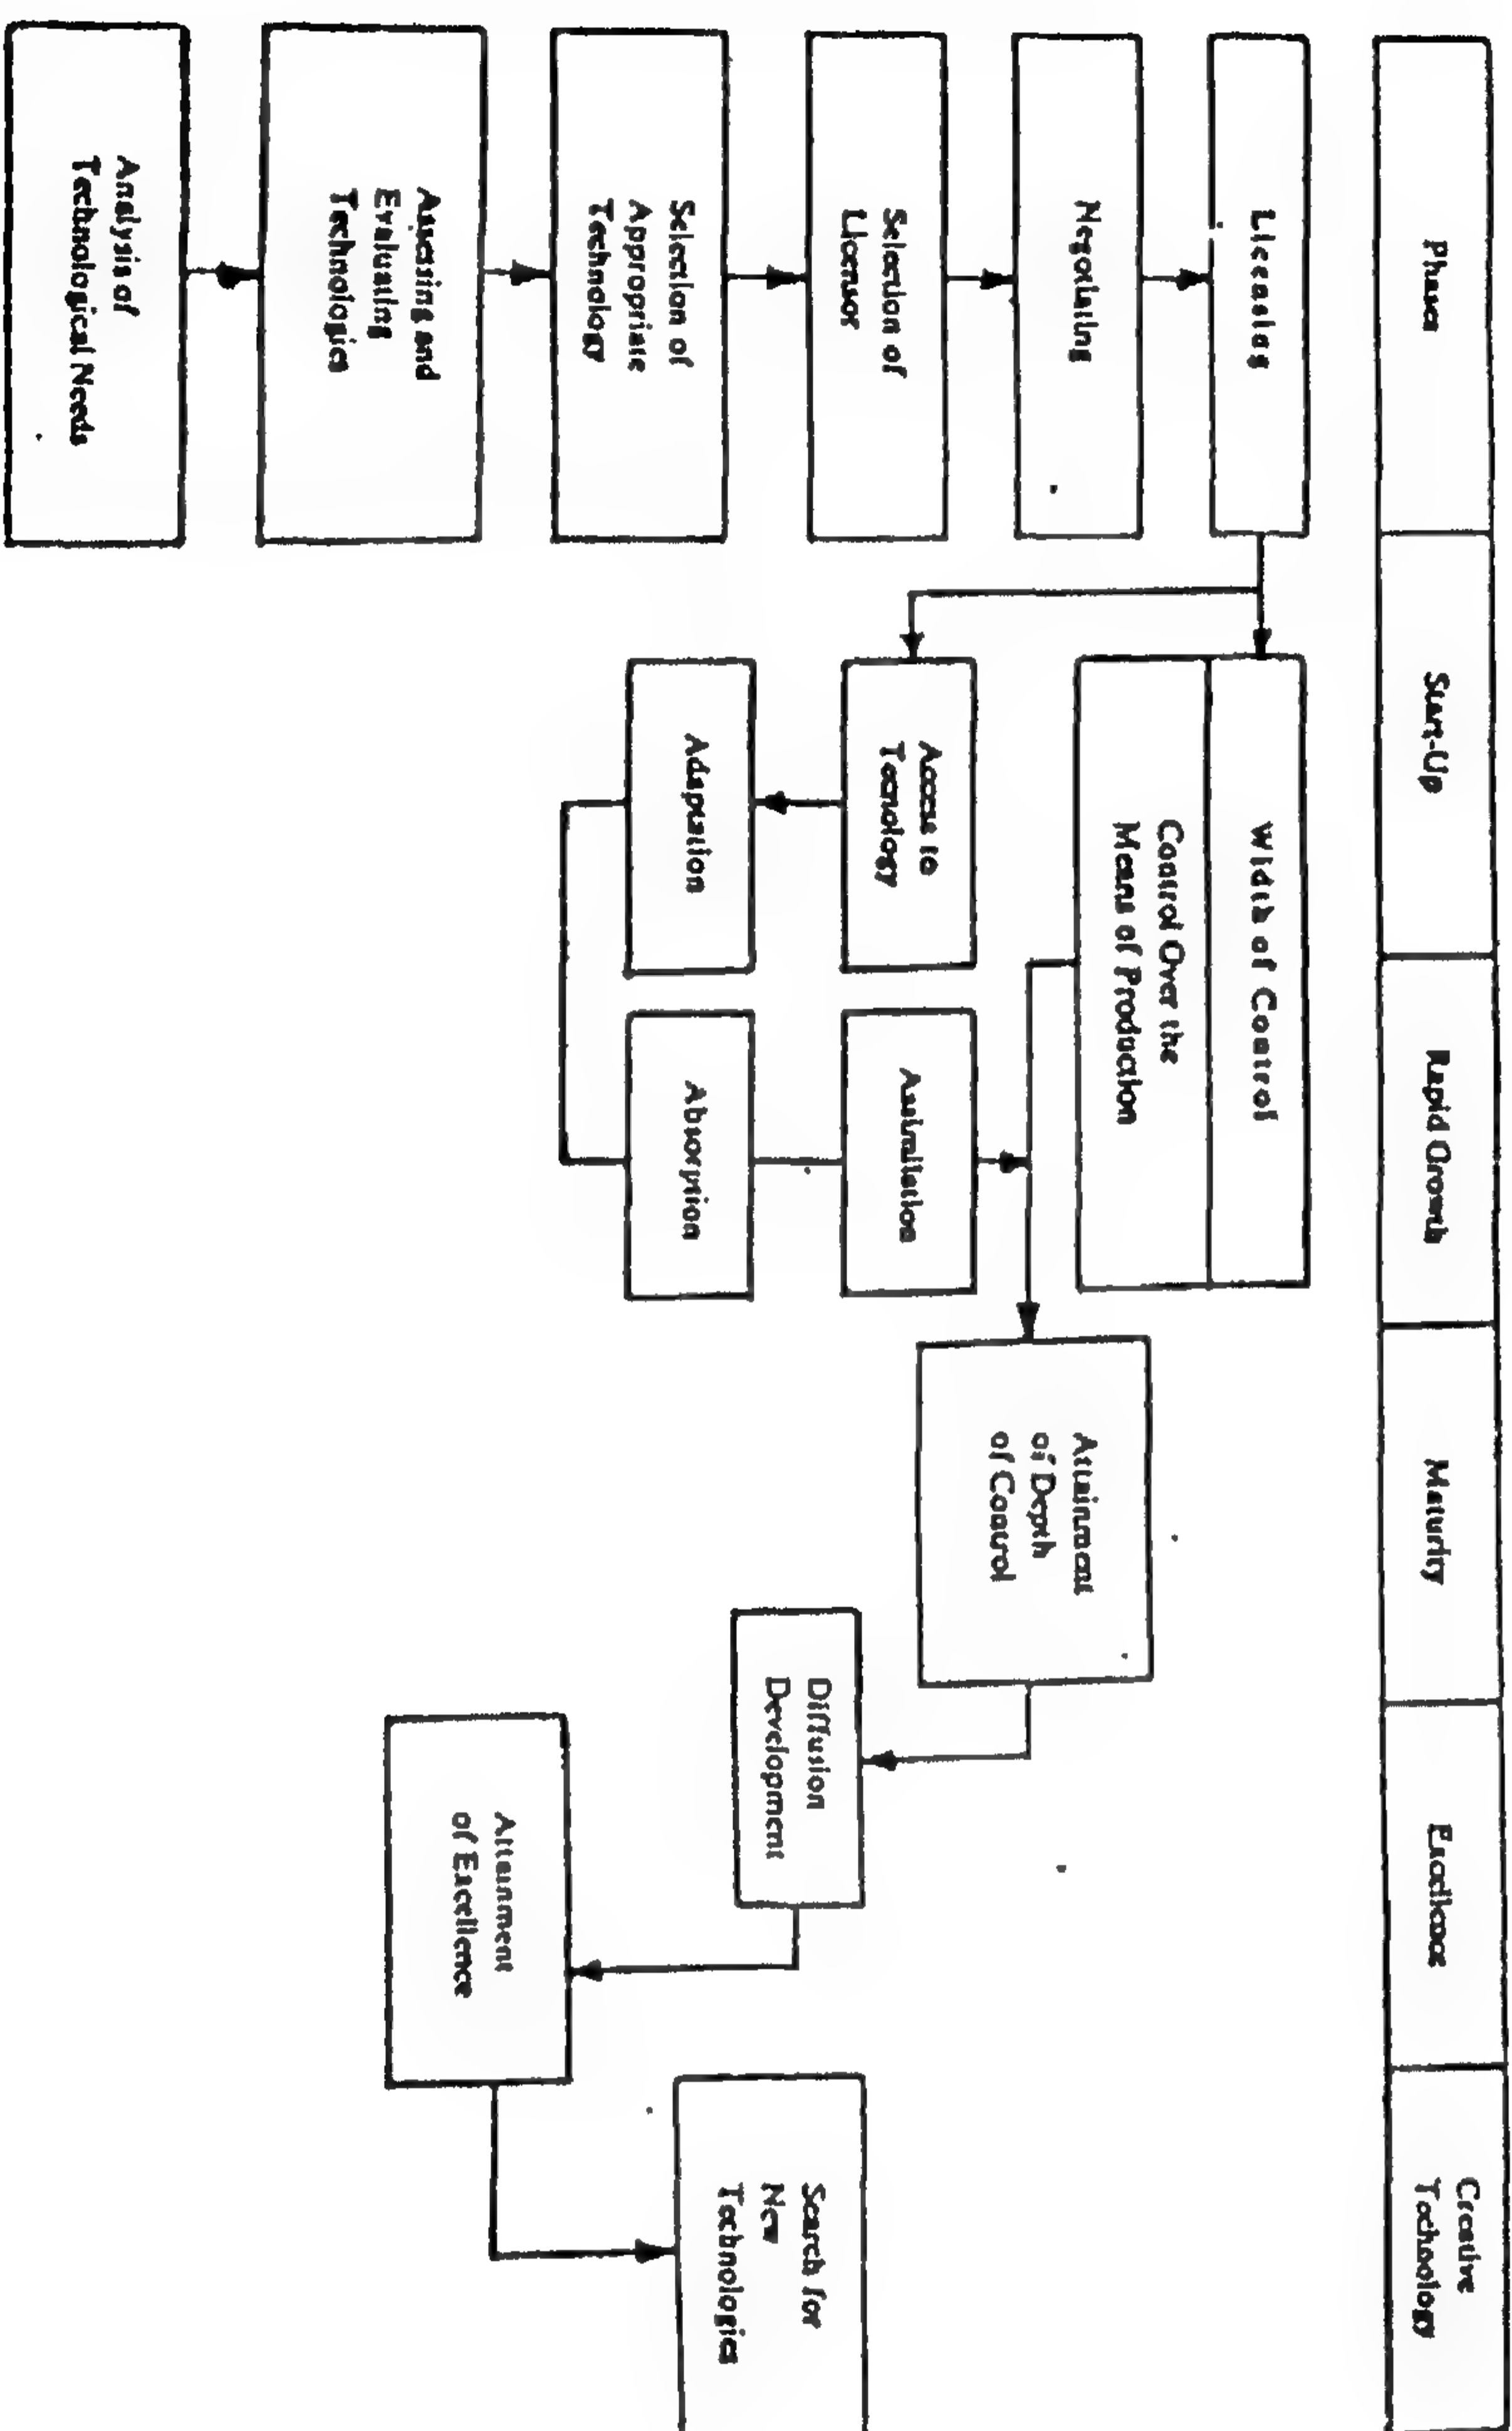 Phases
Start-Up
Rapid Growth
Maturity
Excellence
Creative
Technology
Licensing
Negotiating
Selection of
Licensor
Selection of
Appropriate
Technology
Assessing and
Evaluating
Technologies
Analysis of
Technological Needs
Width of Control
Control Over the
Means of Production
Access to
Tecnology
Adaptation
Assimilation
Absorption
Attainment
of Depth
of Control
Diffusion
Development
Attainment
of Excellence
Search for
New
Technologies